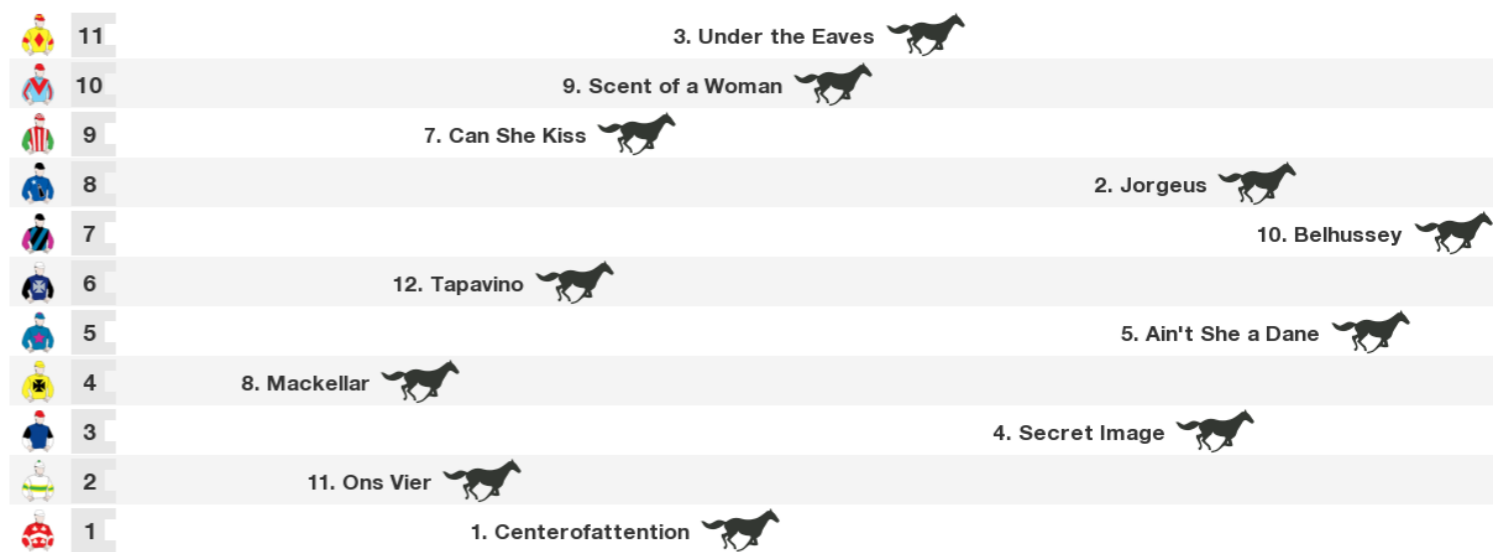 11 3. Under the Eaves
10 9. Scent of a Woman
9 7. Can She Kiss
8 2. Jorgeus
7 10. Belhussey
6 12. Tapavino
5 5. Ain't She a Dane
4 8. Mackellar
3 4. Secret Image
2 11. Ons Vier
1 1. Centerofattention